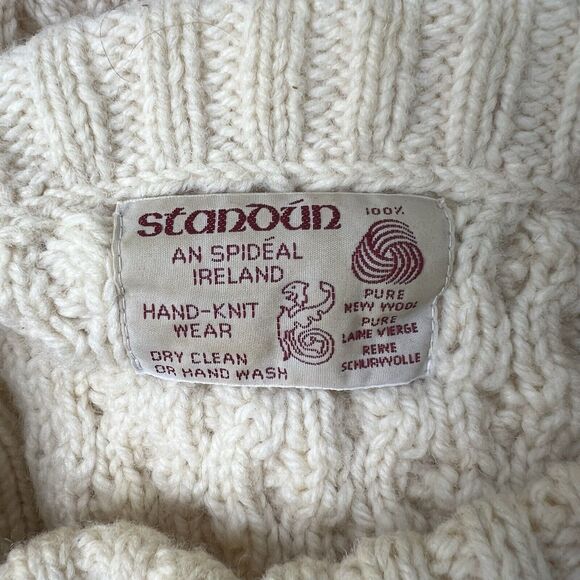 standún
AN SPIDÉAL
IRELAND
HAND-KNIT
WEAR
DRY CLEAN
OR HAND WASH
100%
PURE
NEW WOOL
PURE
LAINE VIERGE
REINE
SCHURWOLLE